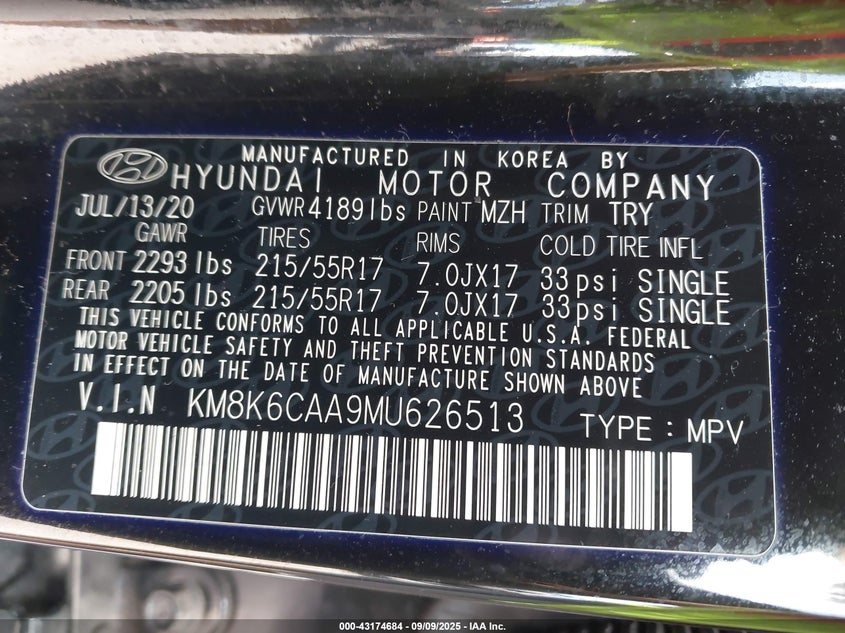 MANUFACTURED IN KOREA BY
HYUNDAI MOTOR COMPANY
JUL/13/20 GVWR 4189lbs PAINT MZH TRIM TRY
GAWR TIRES RIMS COLD TIRE INFL
FRONT 2293 lbs 215/55R17 7.0JX17 33psi SINGLE
REAR 2205 lbs 215/55R17 7.0JX17 33psi SINGLE
THIS VEHICLE CONFORMS TO ALL APPLICABLE U.S.A. FEDERAL
MOTOR VEHICLE SAFETY AND THEFT PREVENTION STANDARDS
IN EFFECT ON THE DATE OF MANUFACTURE SHOWN ABOVE
V.I.N KM8K6CAA9MU626513 TYPE : MPV
000-43174684 - 09/09/2025 - IAA Inc.